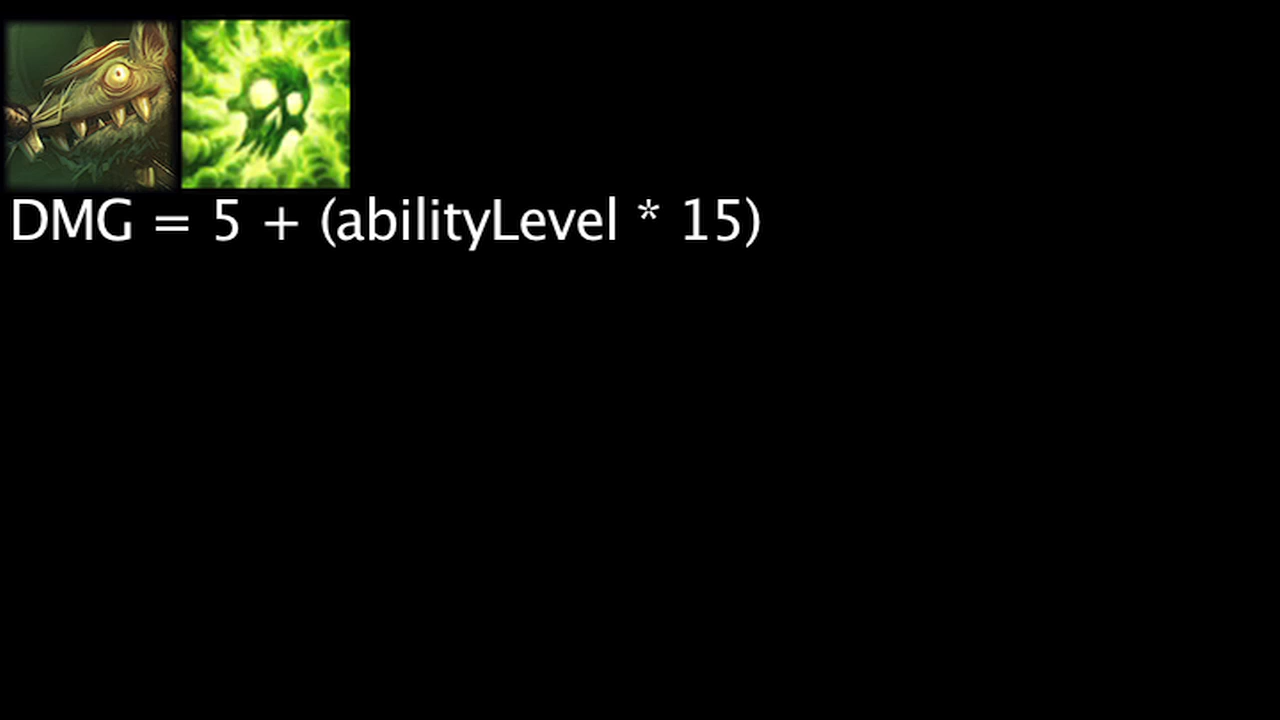 DMG = 5 + (abilityLevel * 15)